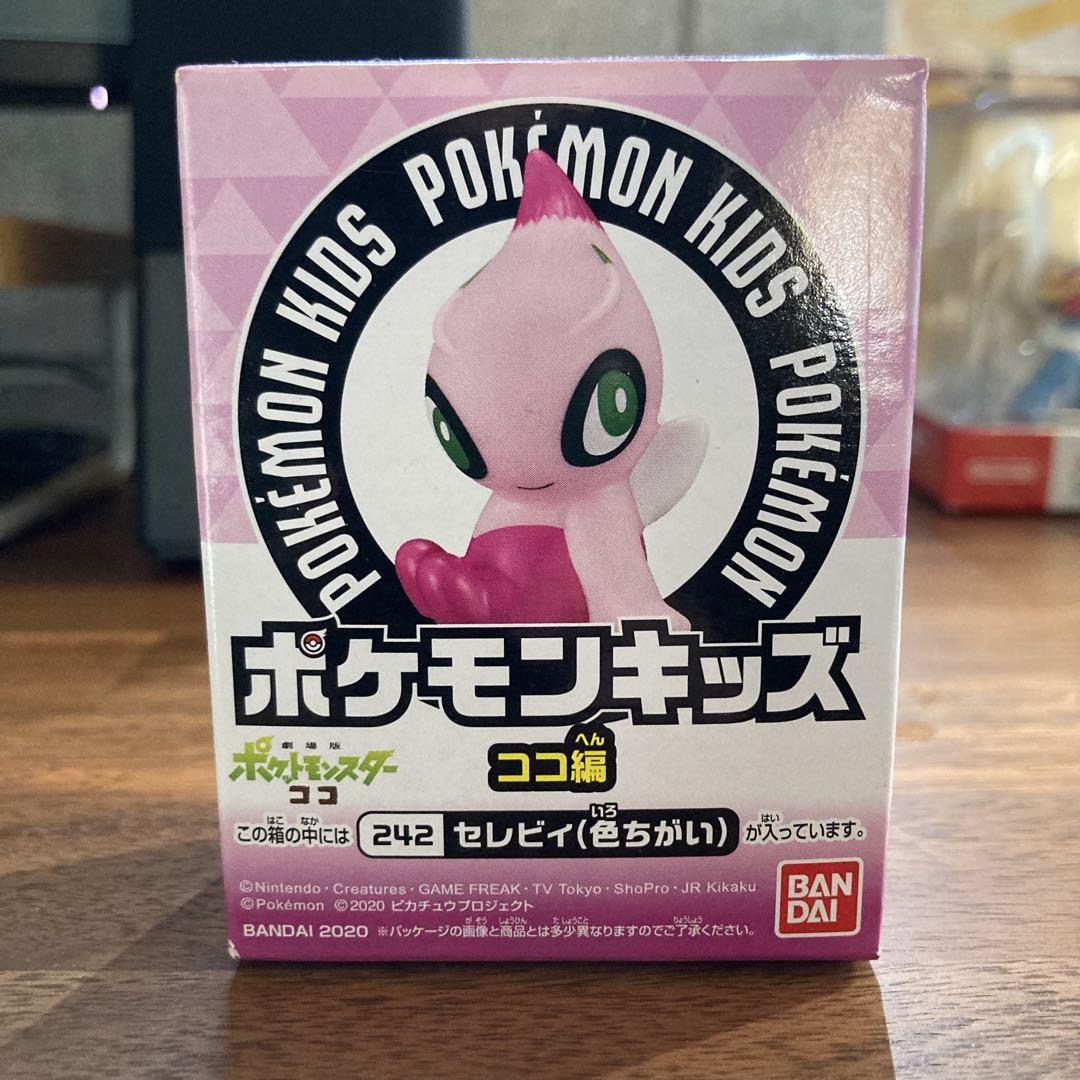 POKÉMON KIDS POKÉMON KIDS POKÉMON
ポケモンキッズ
劇場版
ポケットモンスター
ココ
へん
ココ編
はこ なか いろ はい
この箱の中には 242 セレビィ(色ちがい) が入っています。
©Nintendo・Creatures・GAME FREAK・TV Tokyo・ShoPro・JR Kikaku
©Pokémon ©2020 ピカチュウプロジェクト
がぞう しょうひん たしょうこと りょうしょう
BANDAI 2020 ※パッケージの画像と商品とは多少異なりますのでご了承ください。
BAN
DAI